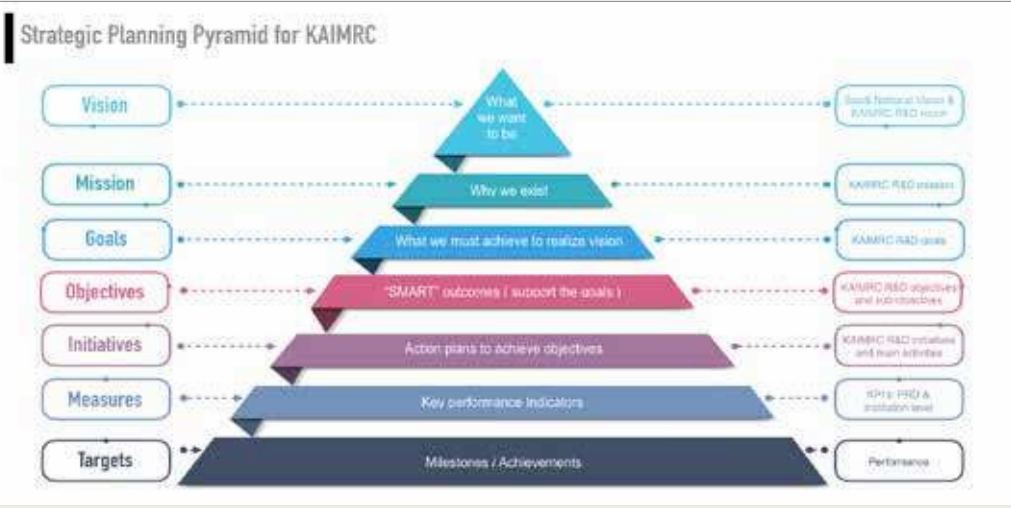 Strategic Planning Pyramid for KAIMRC
Vision
What
we want
to be
Saudi National Vision &
KAIMRC R&D vision
Mission
Why we exist
KAIMRC R&D mission
Goals
What we must achieve to realize vision
KAIMRC R&D goals
Objectives
"SMART" outcomes ( support the goals )
KAIMRC R&D objectives
and sub-objectives
Initiatives
Action plans to achieve objectives
KAIMRC R&D initiatives
and main activities
Measures
Key performance Indicators
institution level
Targets
Milestones / Achievements
Performance